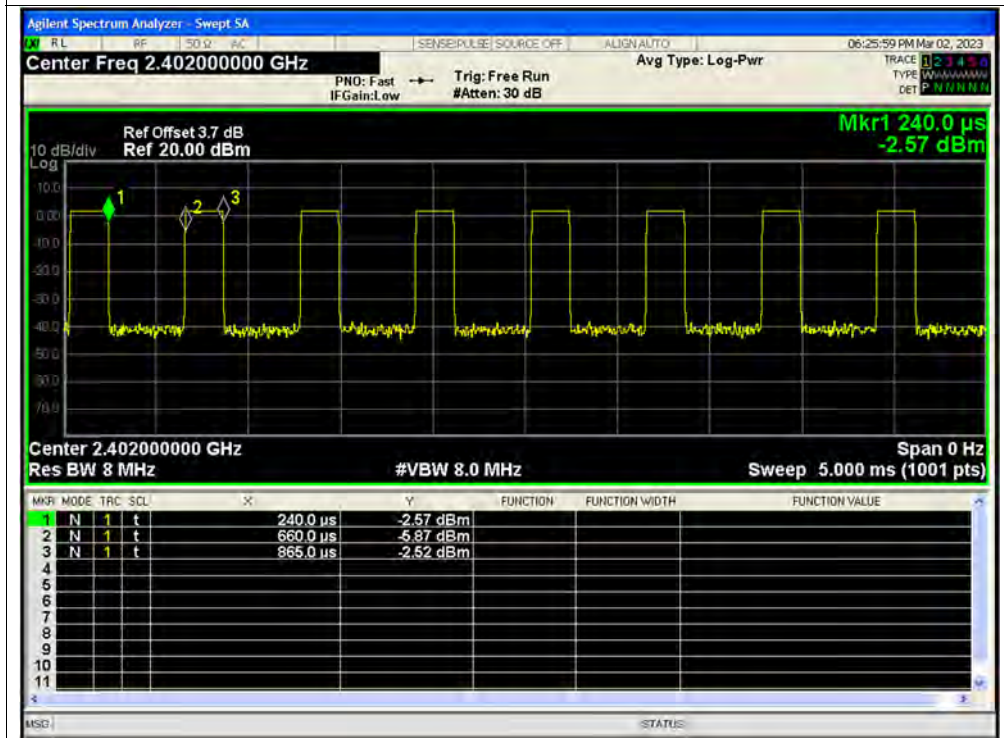 Agilent Spectrum Analyzer - Swept SA
RL RF 50 Ω AC SENSE:PULSE SOURCE OFF ALIGN AUTO 06:25:59 PM Mar 02, 2023
Center Freq 2.402000000 GHz Avg Type: Log-Pwr TRACE 1 2 3 4 5 6
PNO: Fast Trig: Free Run TYPE
IFGain:Low #Atten: 30 dB DET P N N N N N
Mkr1 240.0 µs
Ref Offset 3.7 dB
10 dB/div Ref 20.00 dBm -2.57 dBm
Log
10.0
1
2
3
0.00
-10.0
-20.0
-30.0
-40.0
-50.0
-60.0
-70.0
Center 2.402000000 GHz Span 0 Hz
Res BW 8 MHz #VBW 8.0 MHz Sweep 5.000 ms (1001 pts)
MKR MODE TRC SCL X Y FUNCTION FUNCTION WIDTH FUNCTION VALUE
1 N 1 t 240.0 µs -2.57 dBm
2 N 1 t 660.0 µs -5.87 dBm
3 N 1 t 865.0 µs -2.52 dBm
4
5
6
7
8
9
10
11
MSG STATUS